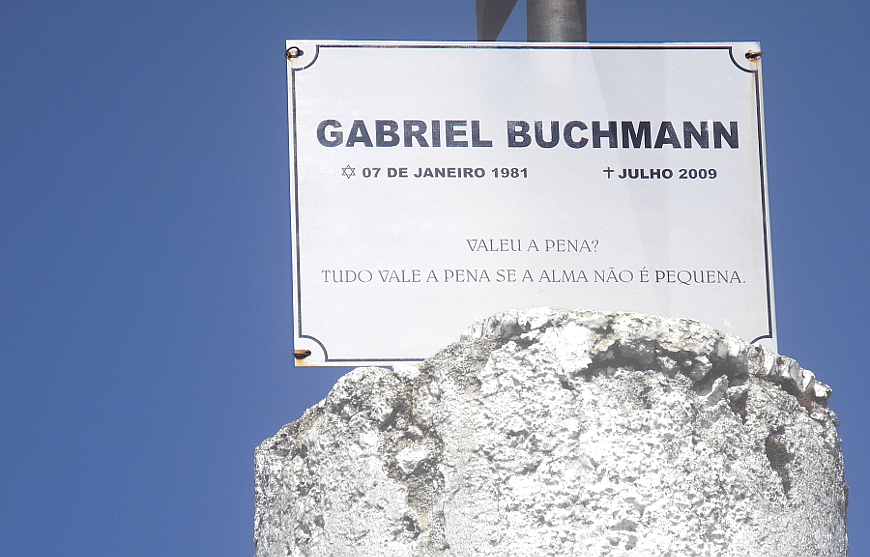 GABRIEL BUCHMANN
✡ 07 DE JANEIRO 1981 ✝ JULHO 2009
VALEU A PENA?
TUDO VALE A PENA SE A ALMA NÃO É PEQUENA.